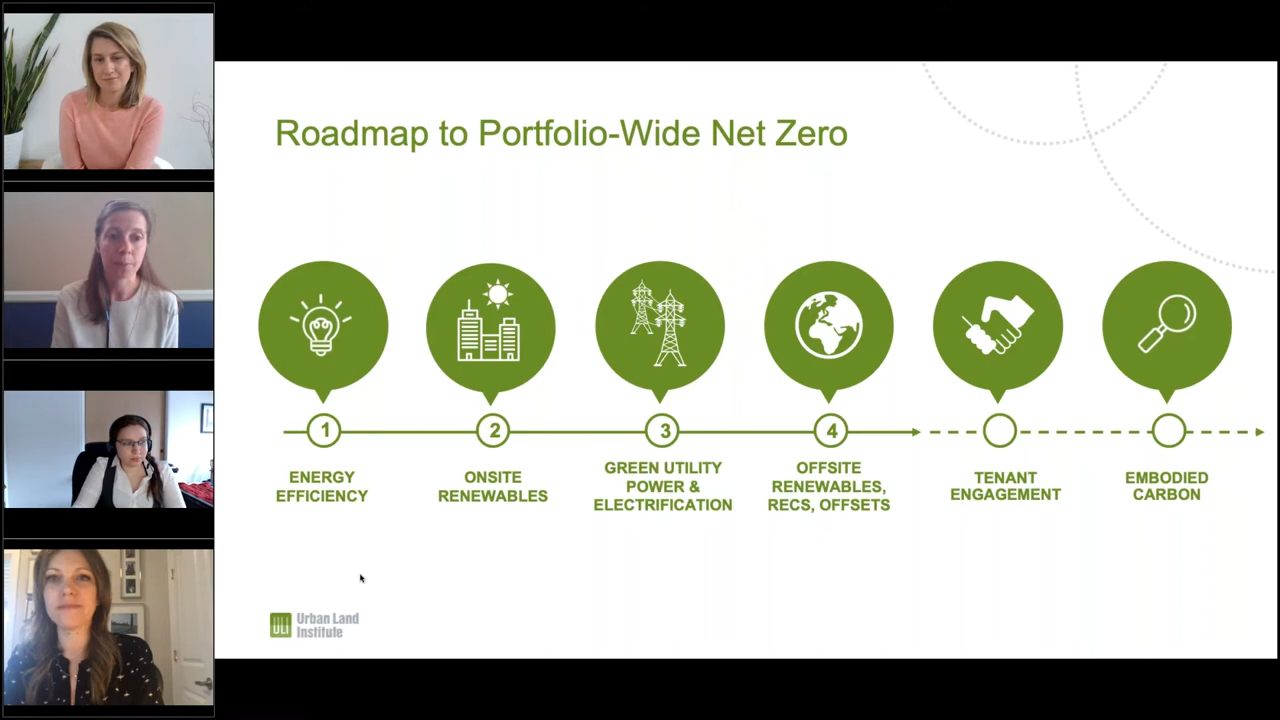 Roadmap to Portfolio-Wide Net Zero
1
2
3
4
ENERGY
EFFICIENCY
ONSITE
RENEWABLES
GREEN UTILITY
POWER &
ELECTRIFICATION
OFFSITE
RENEWABLES,
RECS, OFFSETS
TENANT
ENGAGEMENT
EMBODIED
CARBON
ULI
Urban Land
Institute